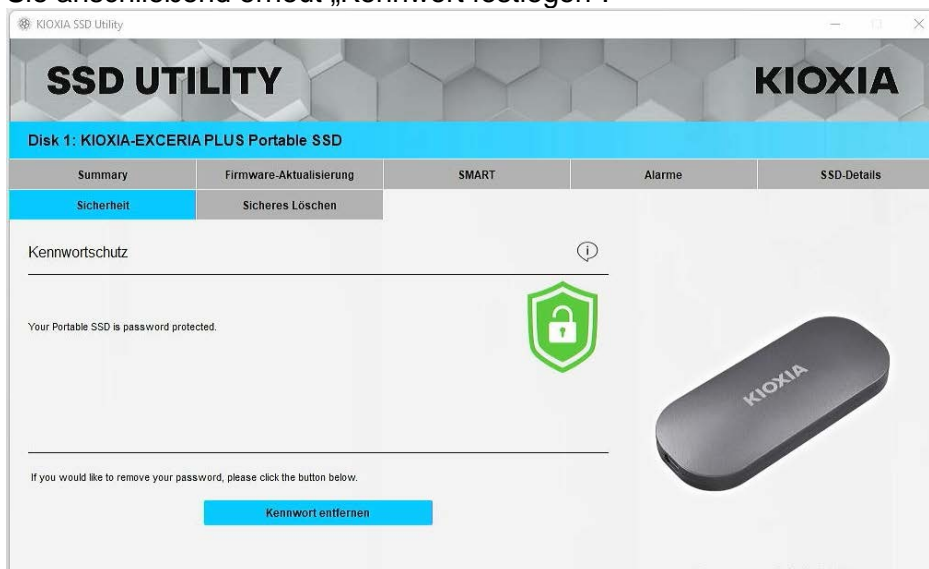 Sie anschließend erneut „Kennwort festlegen“.
KIOXIA SSD Utility
SSD UTILITY
KIOXIA
Disk 1: KIOXIA-EXCERIA PLUS Portable SSD
Summary Firmware-Aktualisierung SMART Alarme SSD-Details
Sicherheit Sicheres Löschen
Kennwortschutz
Your Portable SSD is password protected.
KIOXIA
If you would like to remove your password, please click the button below.
Kennwort entfernen